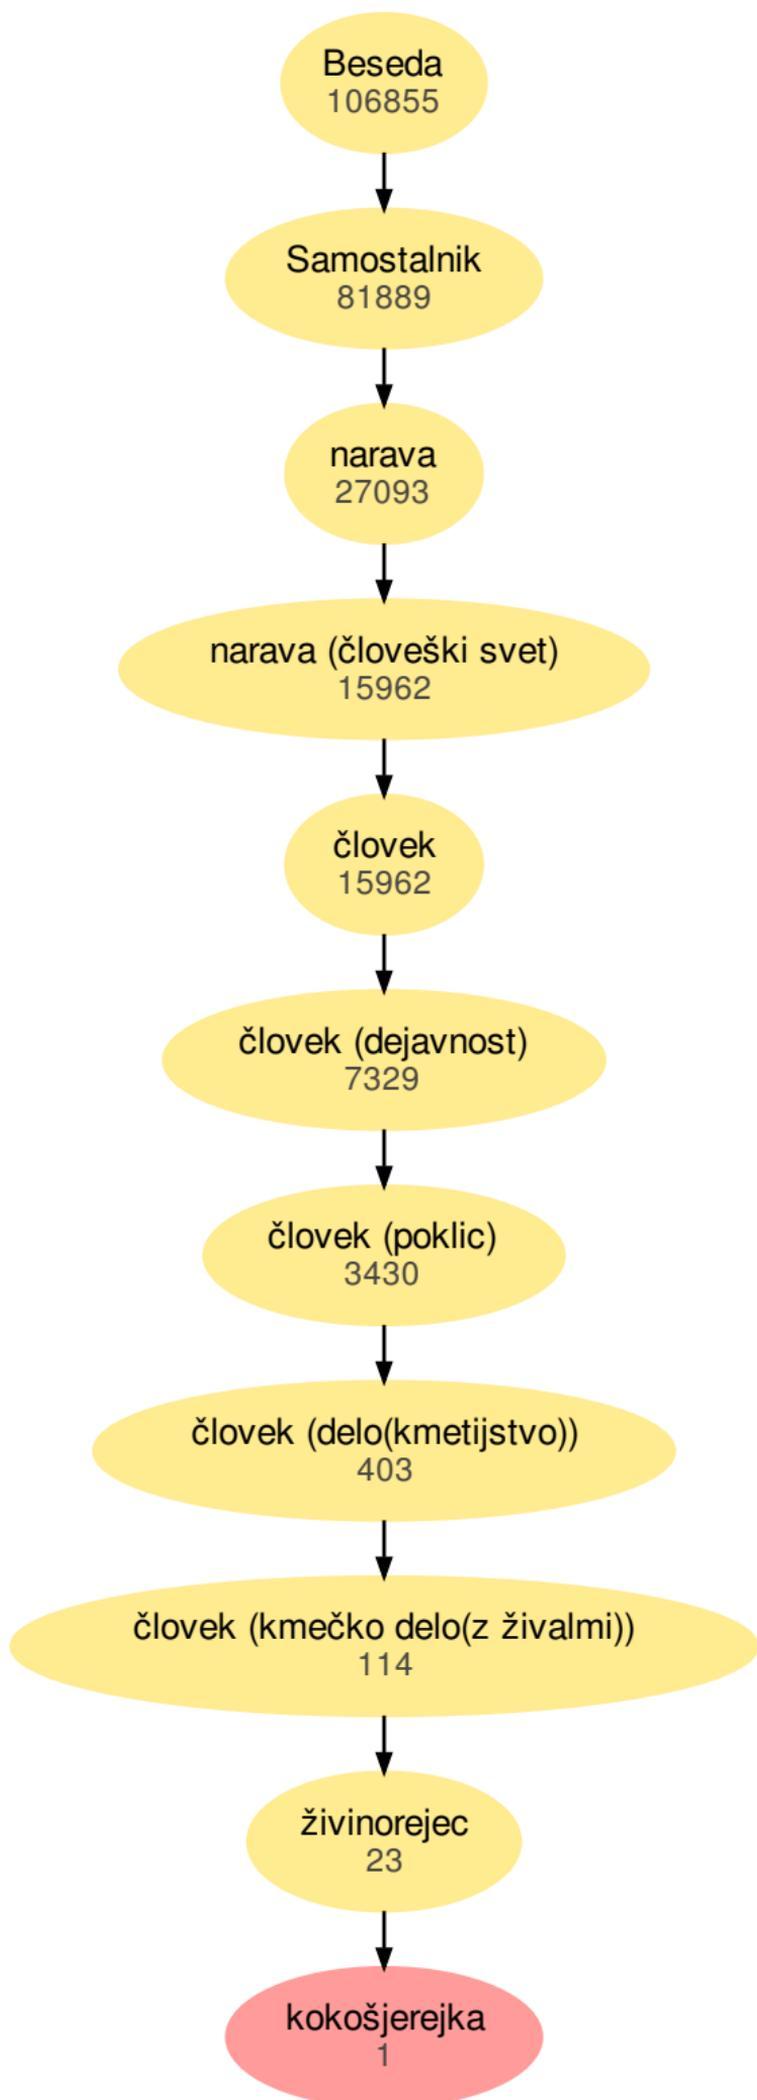 Beseda
106855
Samostalnik
81889
narava
27093
narava (človeški svet)
15962
človek
15962
človek (dejavnost)
7329
človek (poklic)
3430
človek (delo(kmetijstvo))
403
človek (kmečko delo(z živalmi))
114
živinorejec
23
kokošjerejka
1